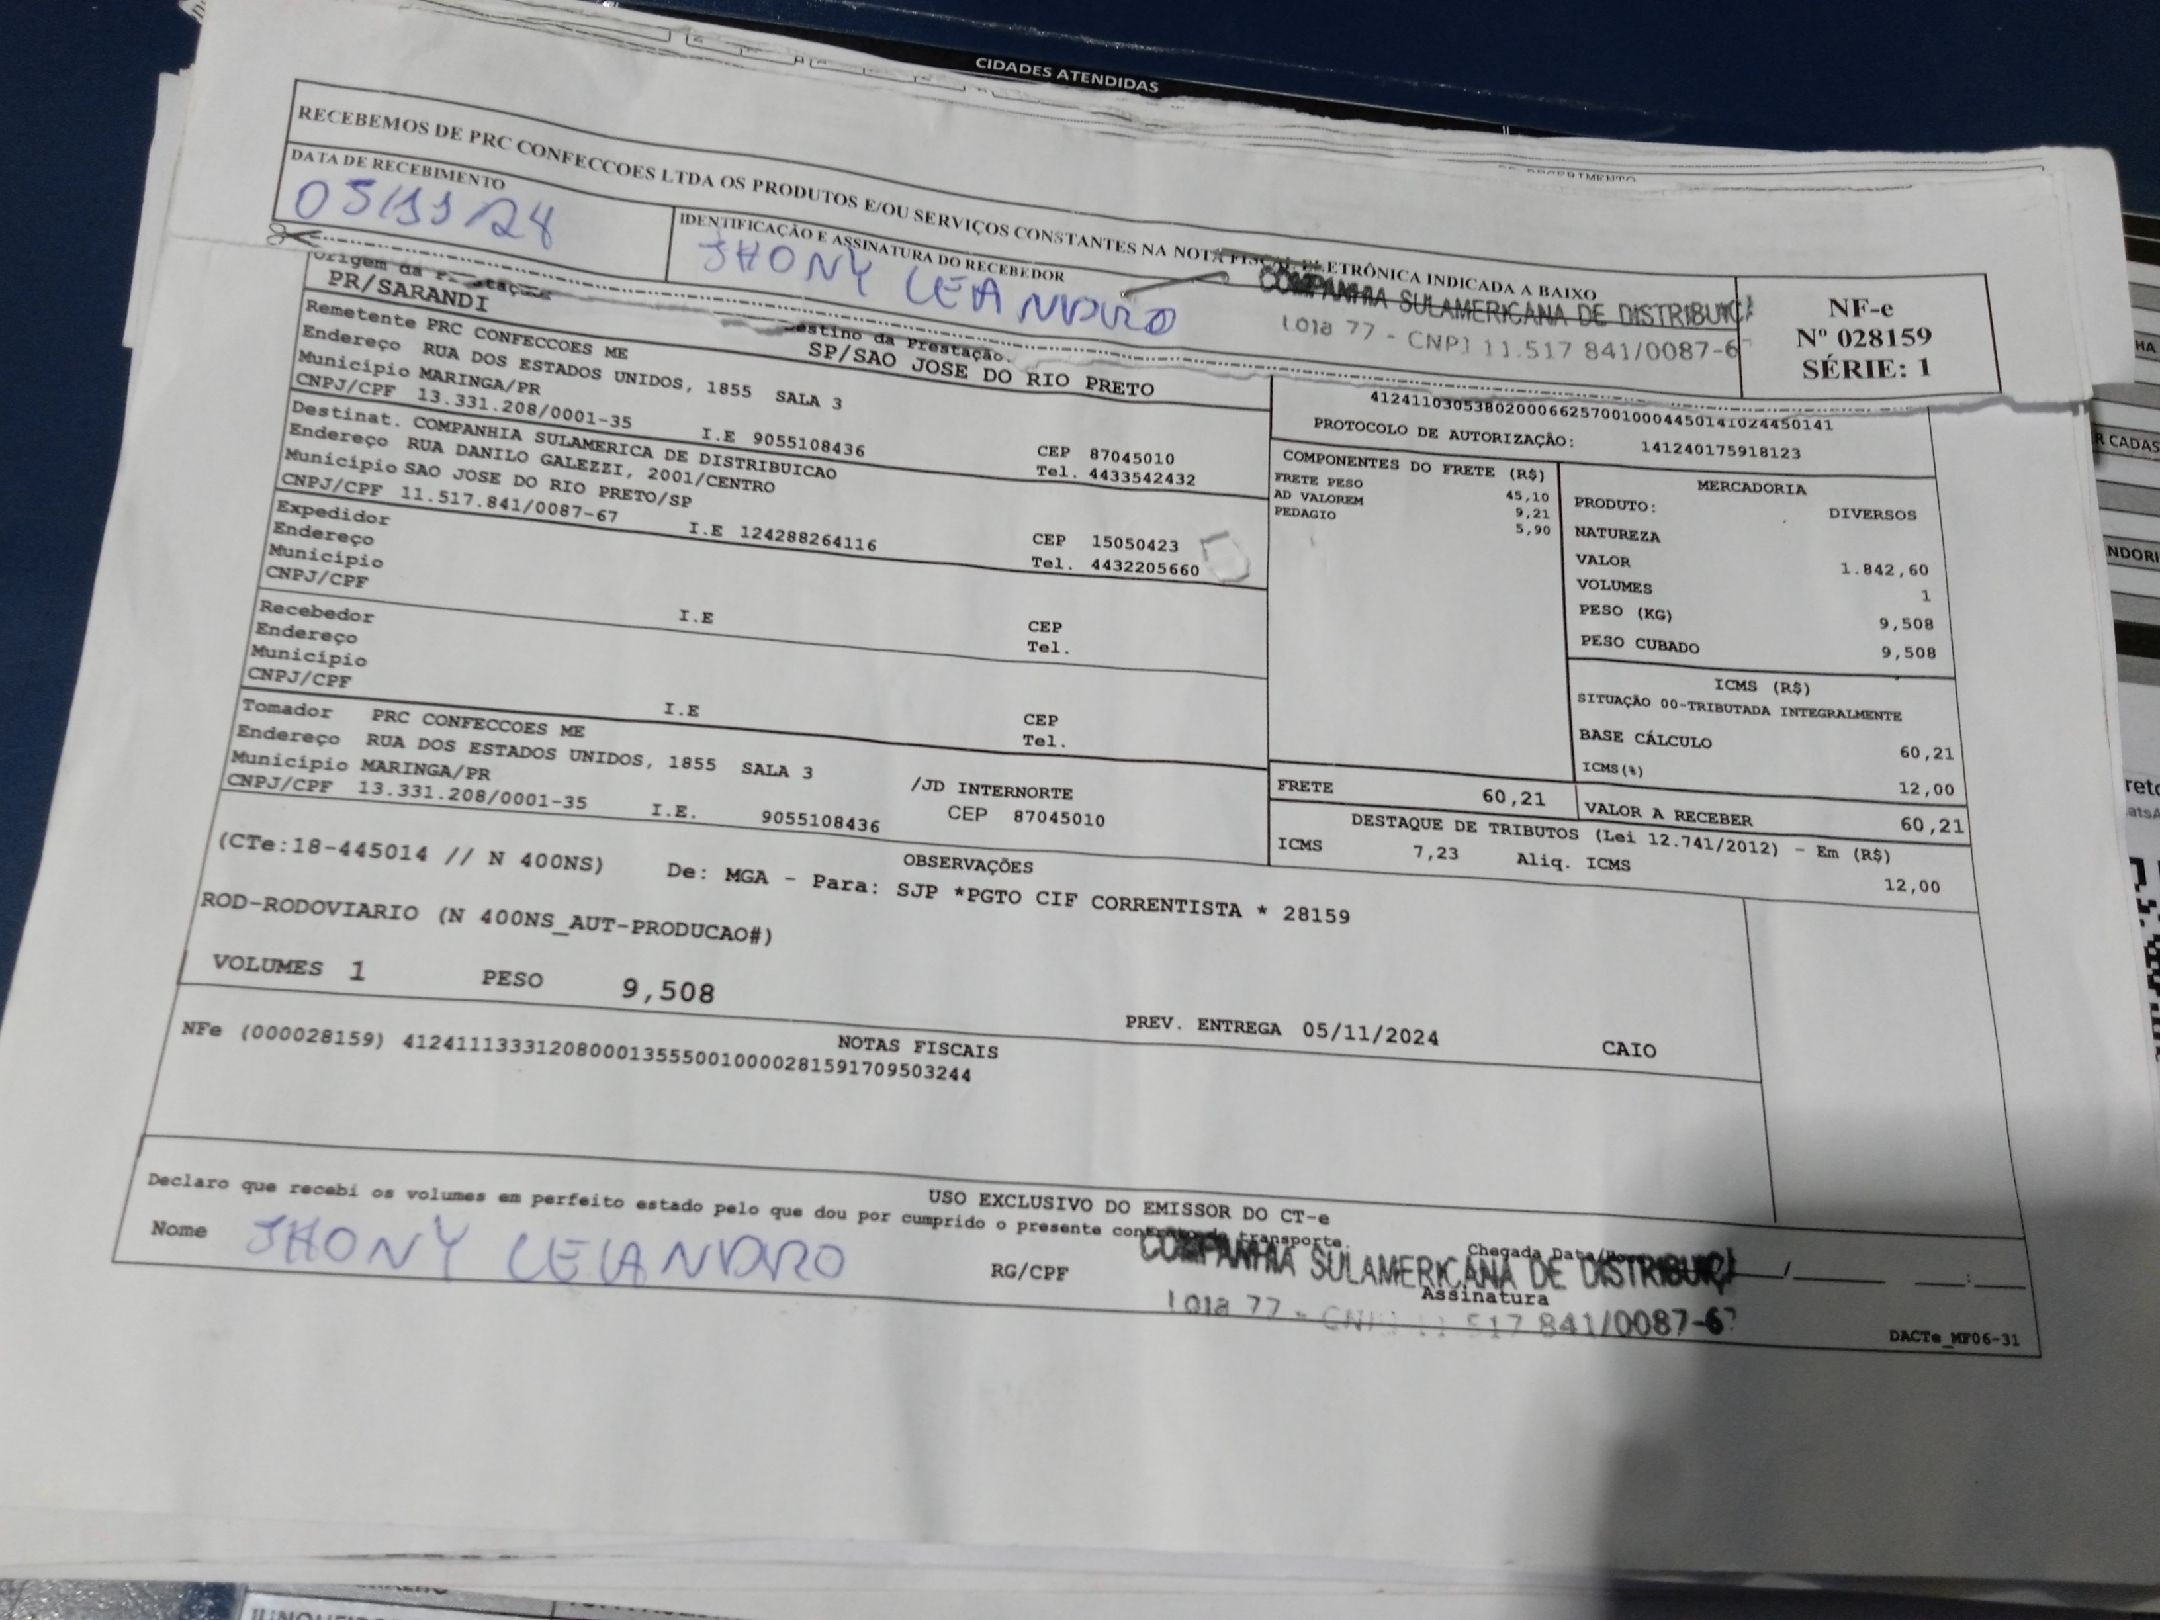 CIDADES ATENDIDAS
RECEBEMOS DE PRC CONFECCOES LTDA OS PRODUTOS E/OU SERVIÇOS CONSTANTES NA NOTA FISCAL ELETRÔNICA INDICADA A BAIXO
DATA DE RECEBIMENTO
05/11/24
IDENTIFICAÇÃO E ASSINATURA DO RECEBEDOR
JHONY LEIANDRO
COMPANHIA SULAMERICANA DE DISTRIBUIÇ
Loja 77 - CNPJ 11.517 841/0087-67
NF-e
Nº 028159
SÉRIE: 1
Origem da Prestação
PR/SARANDI
Destino da Prestação.
SP/SAO JOSE DO RIO PRETO
Remetente PRC CONFECCOES ME
Endereço RUA DOS ESTADOS UNIDOS, 1855 SALA 3
Município MARINGA/PR CEP 87045010
CNPJ/CPF 13.331.208/0001-35 I.E 9055108436 Tel. 4433542432
Destinat. COMPANHIA SULAMERICA DE DISTRIBUICAO
Endereço RUA DANILO GALEZZI, 2001/CENTRO
Município SAO JOSE DO RIO PRETO/SP CEP 15050423
CNPJ/CPF 11.517.841/0087-67 I.E 124288264116 Tel. 4432205660
Expedidor
Endereço
Município CEP
CNPJ/CPF I.E Tel.
Recebedor
Endereço
Município CEP
CNPJ/CPF I.E Tel.
Tomador PRC CONFECCOES ME
Endereço RUA DOS ESTADOS UNIDOS, 1855 SALA 3 /JD INTERNORTE
Município MARINGA/PR CEP 87045010
CNPJ/CPF 13.331.208/0001-35 I.E. 9055108436
41241103053802000662570010004450141024450141
PROTOCOLO DE AUTORIZAÇÃO: 141240175918123
COMPONENTES DO FRETE (R$)
FRETE PESO 45,10
AD VALOREM 9,21
PEDAGIO 5,90
MERCADORIA
PRODUTO: DIVERSOS
NATUREZA
VALOR 1.842,60
VOLUMES 1
PESO (KG) 9,508
PESO CUBADO 9,508
ICMS (R$)
SITUAÇÃO 00-TRIBUTADA INTEGRALMENTE
BASE CÁLCULO 60,21
ICMS(%) 12,00
FRETE 60,21 VALOR A RECEBER 60,21
DESTAQUE DE TRIBUTOS (Lei 12.741/2012) - Em (R$)
ICMS 7,23 Aliq. ICMS 12,00
OBSERVAÇÕES
(CTe:18-445014 // N 400NS) De: MGA - Para: SJP *PGTO CIF CORRENTISTA * 28159
ROD-RODOVIARIO (N 400NS_AUT-PRODUCAO#)
VOLUMES 1 PESO 9,508 PREV. ENTREGA 05/11/2024 CAIO
NOTAS FISCAIS
NFe (000028159) 41241113331208000135550010000281591709503244
USO EXCLUSIVO DO EMISSOR DO CT-e
Declaro que recebi os volumes em perfeito estado pelo que dou por cumprido o presente contrato de transporte.
Nome JHONY LEIANDRO RG/CPF
Chegada Data/
Assinatura
COMPANHIA SULAMERICANA DE DISTRIBUIÇ
Loja 77 - CNPJ 11 517 841/0087-67
DACTe_MF06-31